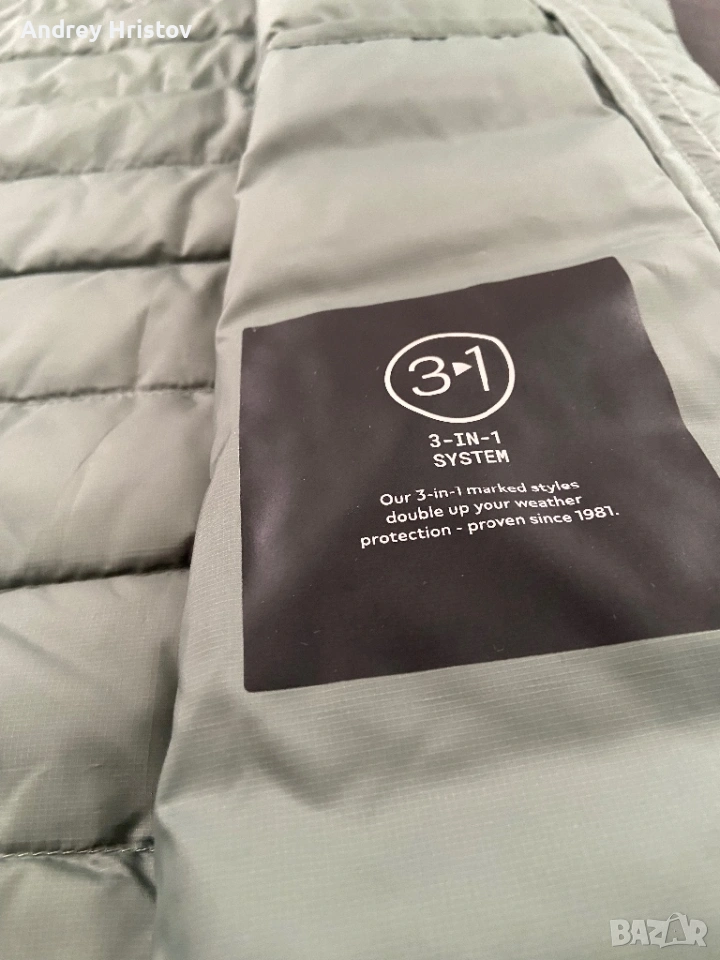 Andrey Hristov
3▸1
3-IN-1
SYSTEM
Our 3-in-1 marked styles
double up your weather
protection - proven since 1981.
BAZAR